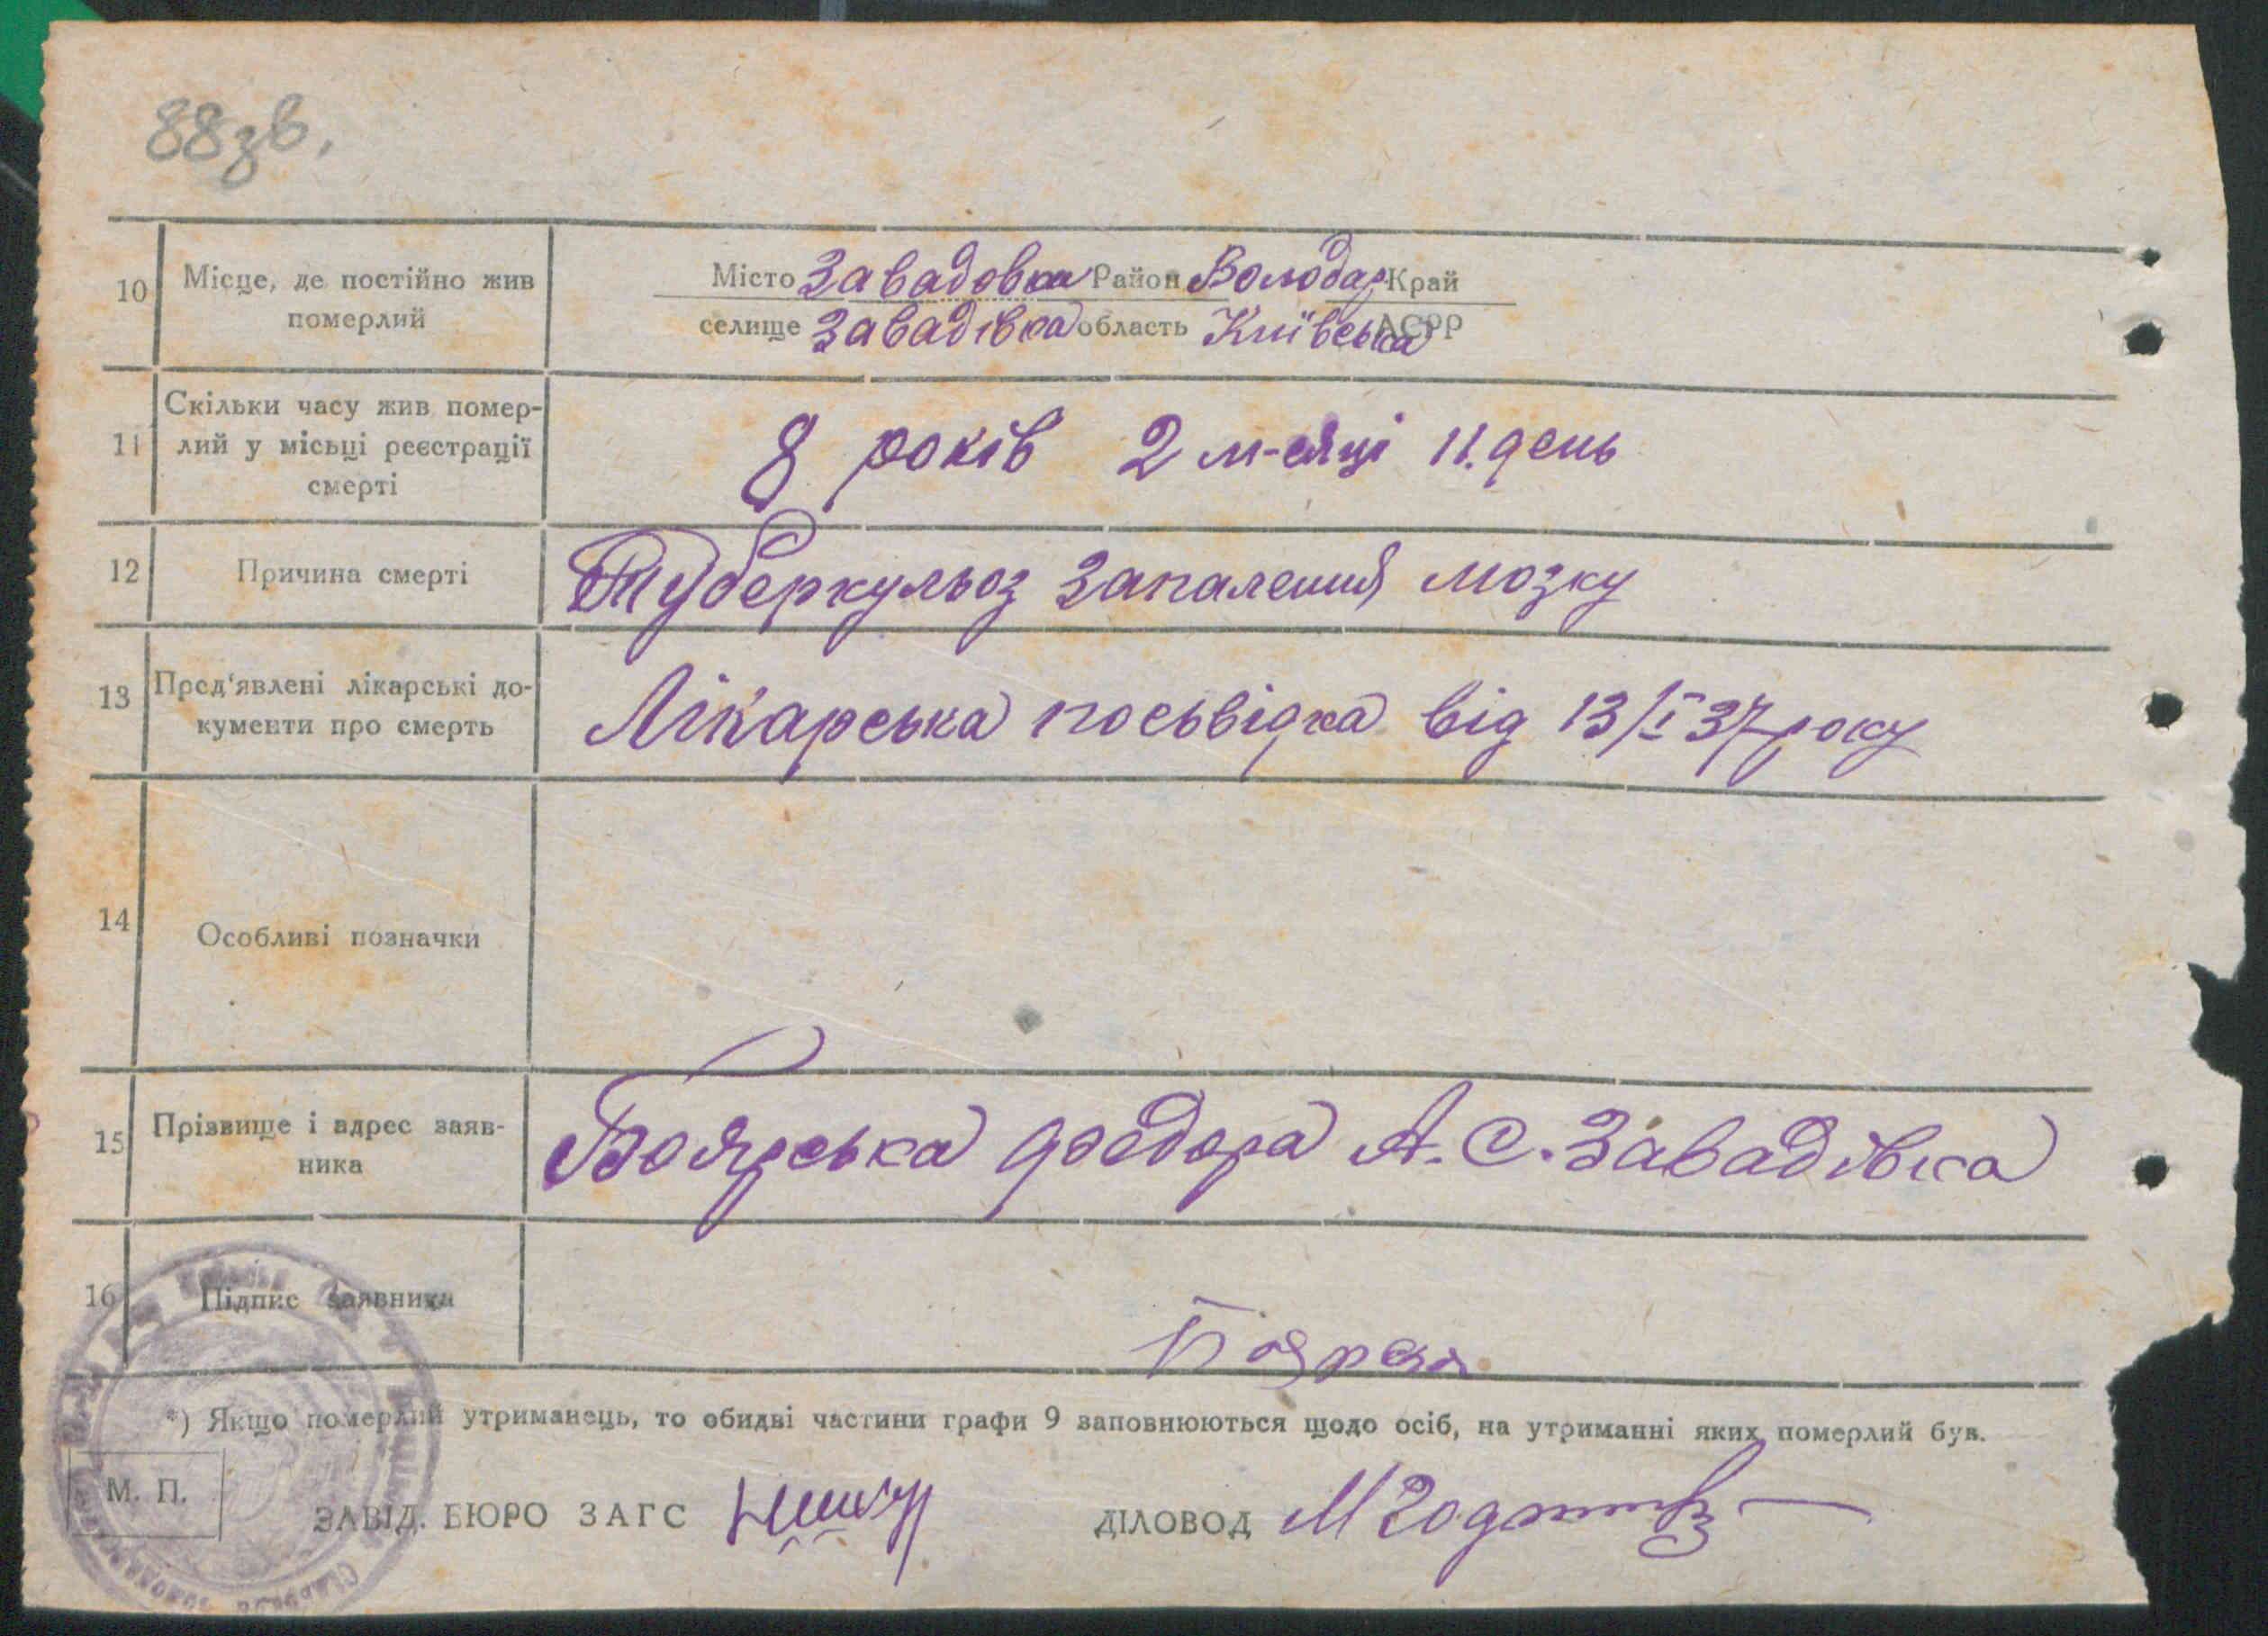 88зв.
10 Місце, де постійно жив померлий
Місто Завадовка Район Володар. Край
селище Завадівка область Київська АСРР
11 Скільки часу жив помер-
лий у місьці реєстрації
смерті
8 років 2 м-сяці 11. день
12 Причина смерті Туберкульоз запалення мозку
13 Пред'явлені лікарські до-
кументи про смерть
Лікарська посьвідка від 13/I 37 року
14 Особливі позначки
15 Прізвище і адрес заяв-
ника
Боярська Федора А. С. Завадівка
16 Підпис заявника
*) Якщо померлий утриманець, то обидві частини графи 9 заповнюються щодо осіб, на утриманні яких померлий був.
М. П.
ЗАВІД. БЮРО ЗАГС ДІЛОВОД